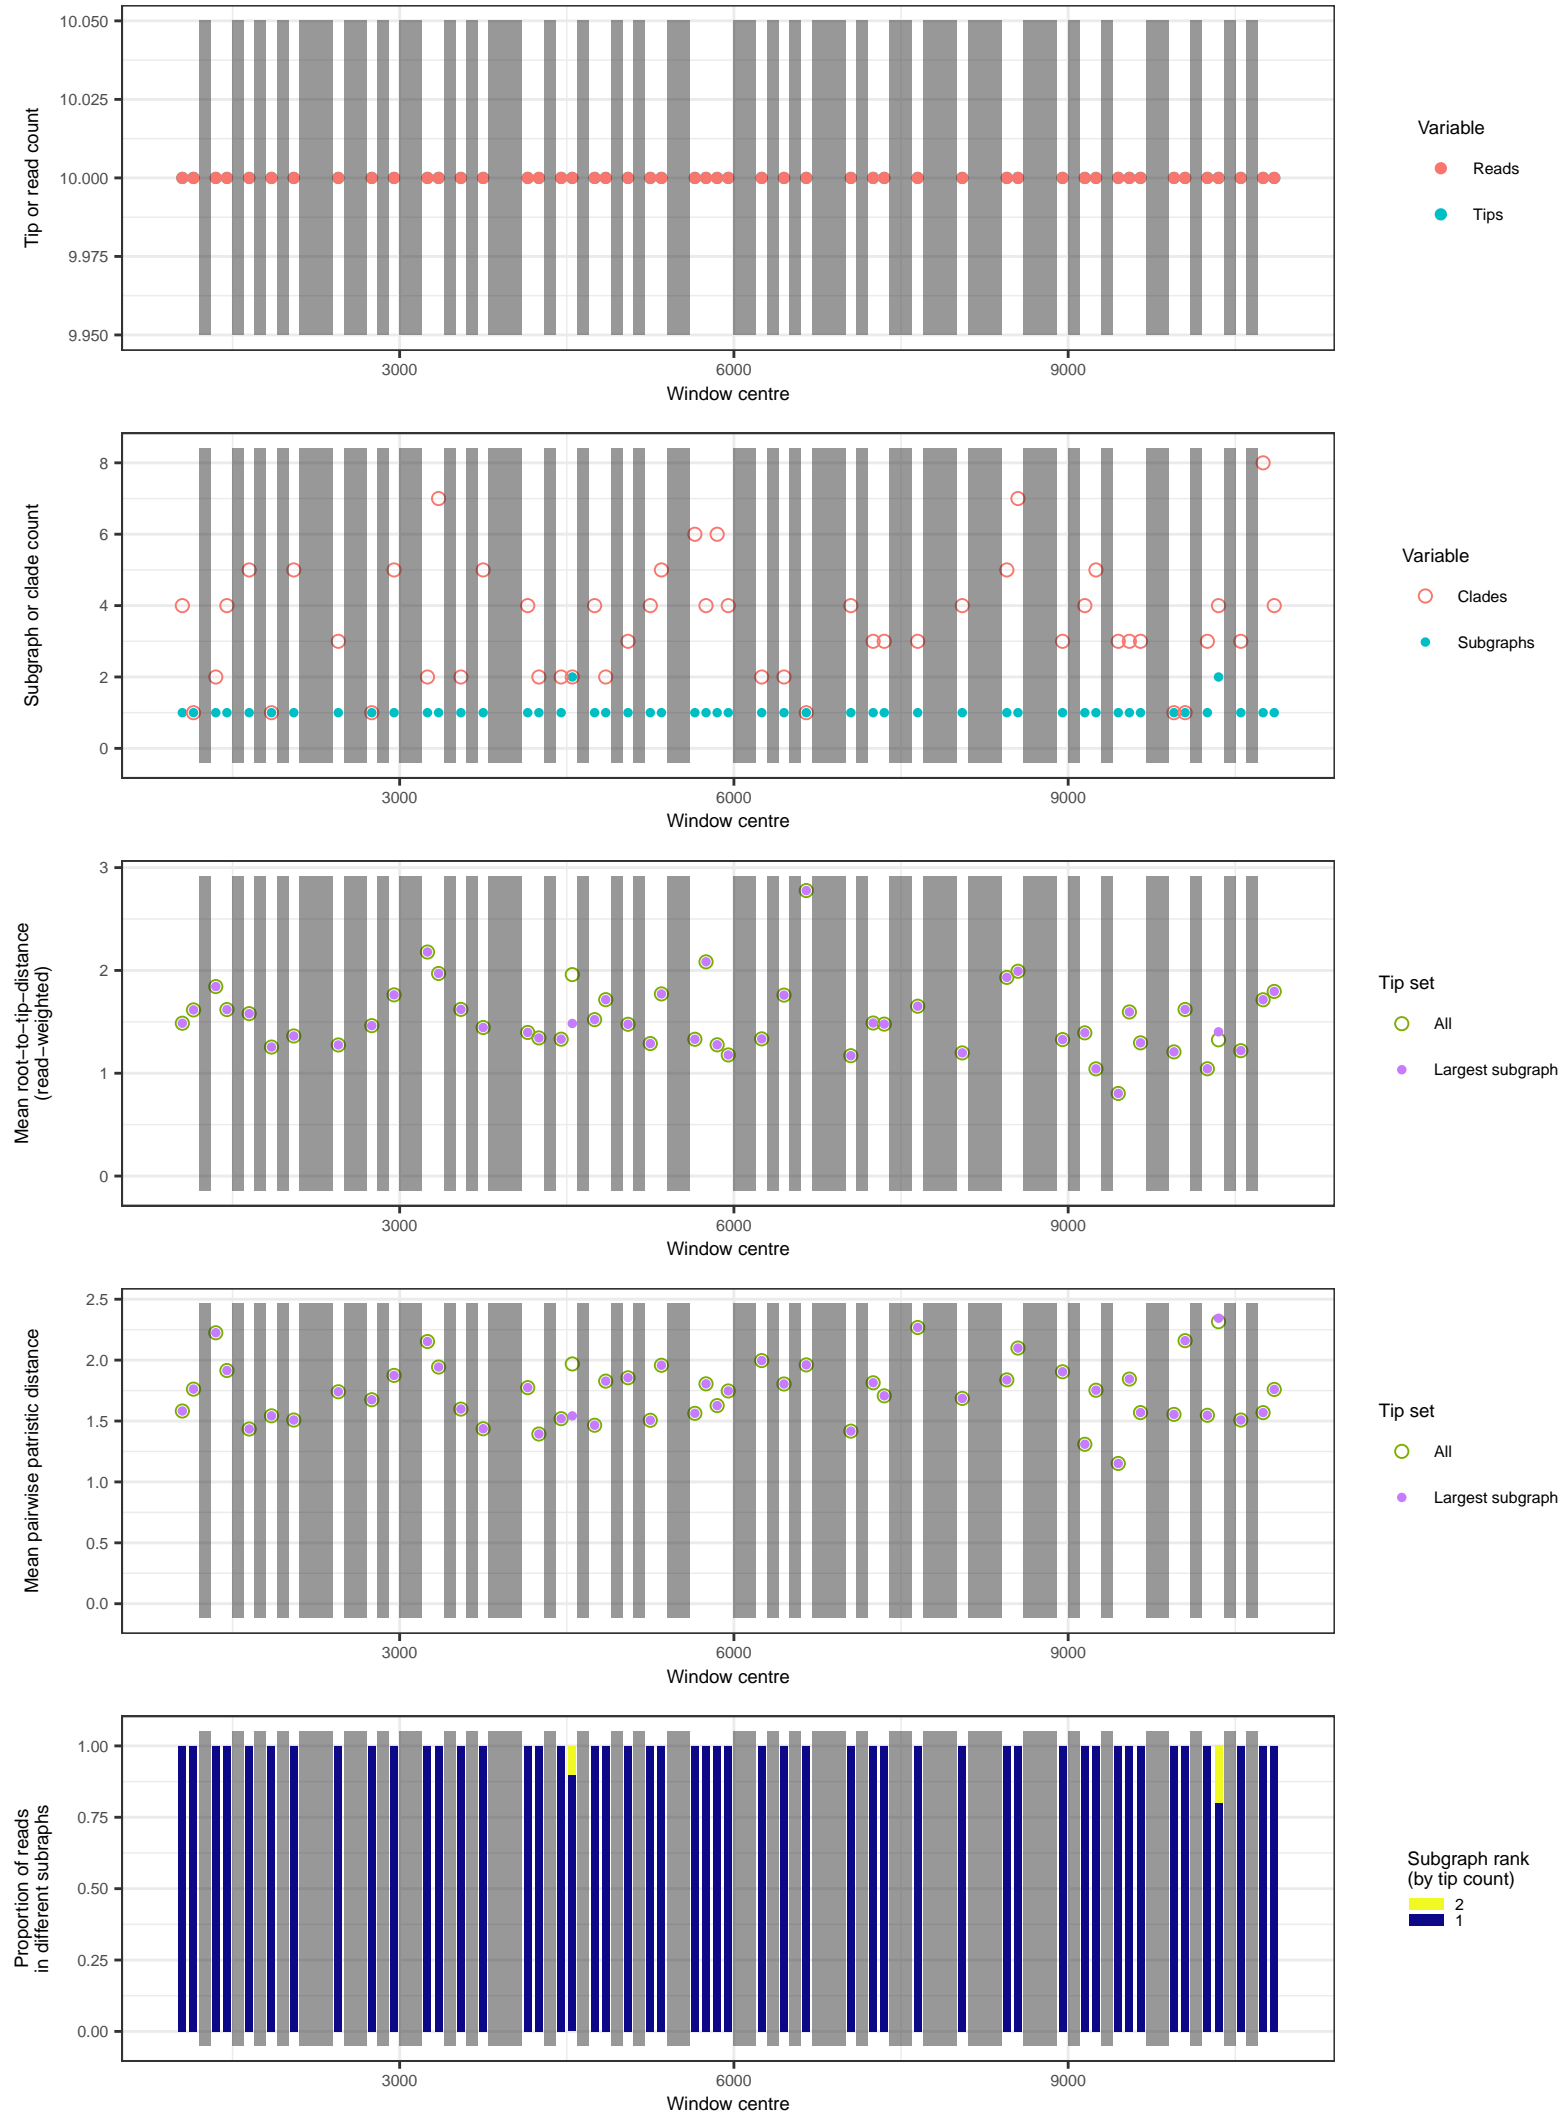 10.050
10.025
10.000
9.975
9.950
Tip or read count
3000
6000
9000
Window centre
Variable
Reads
Tips
8
6
4
2
0
Subgraph or clade count
3000
6000
9000
Window centre
Variable
Clades
Subgraphs
3
2
1
0
Mean root−to−tip−distance
(read−weighted)
3000
6000
9000
Window centre
Tip set
All
Largest subgraph
2.5
2.0
1.5
1.0
0.5
0.0
Mean pairwise patristic distance
3000
6000
9000
Window centre
Tip set
All
Largest subgraph
1.00
0.75
0.50
0.25
0.00
Proportion of reads
in different subraphs
3000
6000
9000
Window centre
Subgraph rank
(by tip count)
2
1